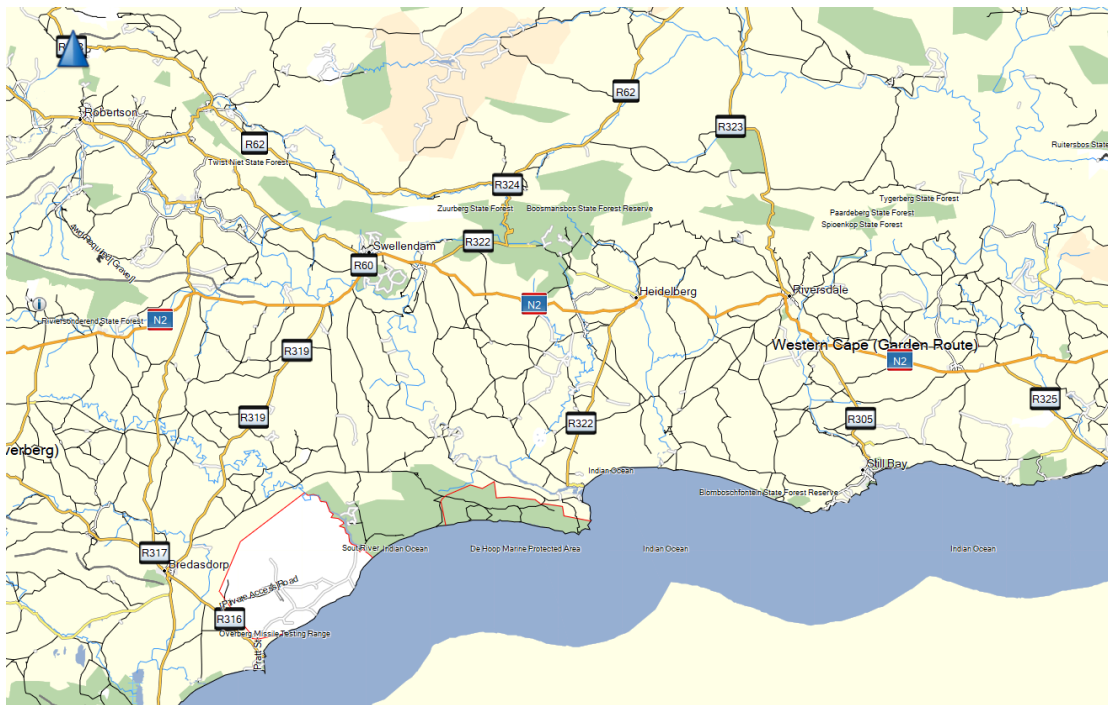 R62
Robertson
R323
Ruitersbos State
R62
Twist Niet State Forest
R324
Tygerberg State Forest
Zuurberg State Forest
Boosmansbos State Forest Reserve
Paardeberg State Forest
Spioenkop State Forest
R322
Swellendam
R60
Heidelberg
Riversdale
N2
Riviersonderend State Forest
N2
Western Cape (Garden Route)
R319
N2
R325
R319
R305
R322
verberg)
Still Bay
Indian Ocean
Blomboschfontein State Forest Reserve
R317
Sout River
Indian Ocean
De Hoop Marine Protected Area
Indian Ocean
Indian Ocean
Bredasdorp
Private Access Road
R316
Overberg Missile Testing Range
Pratt St